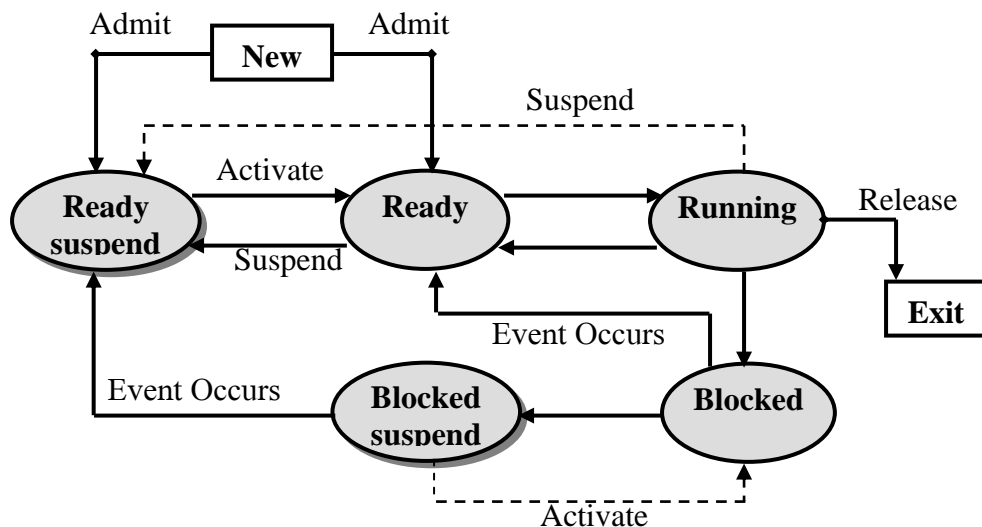 Admit
Admit
New
Suspend
Activate
Ready
suspend
Ready
Running
Release
Suspend
Exit
Event Occurs
Event Occurs
Blocked
suspend
Blocked
Activate